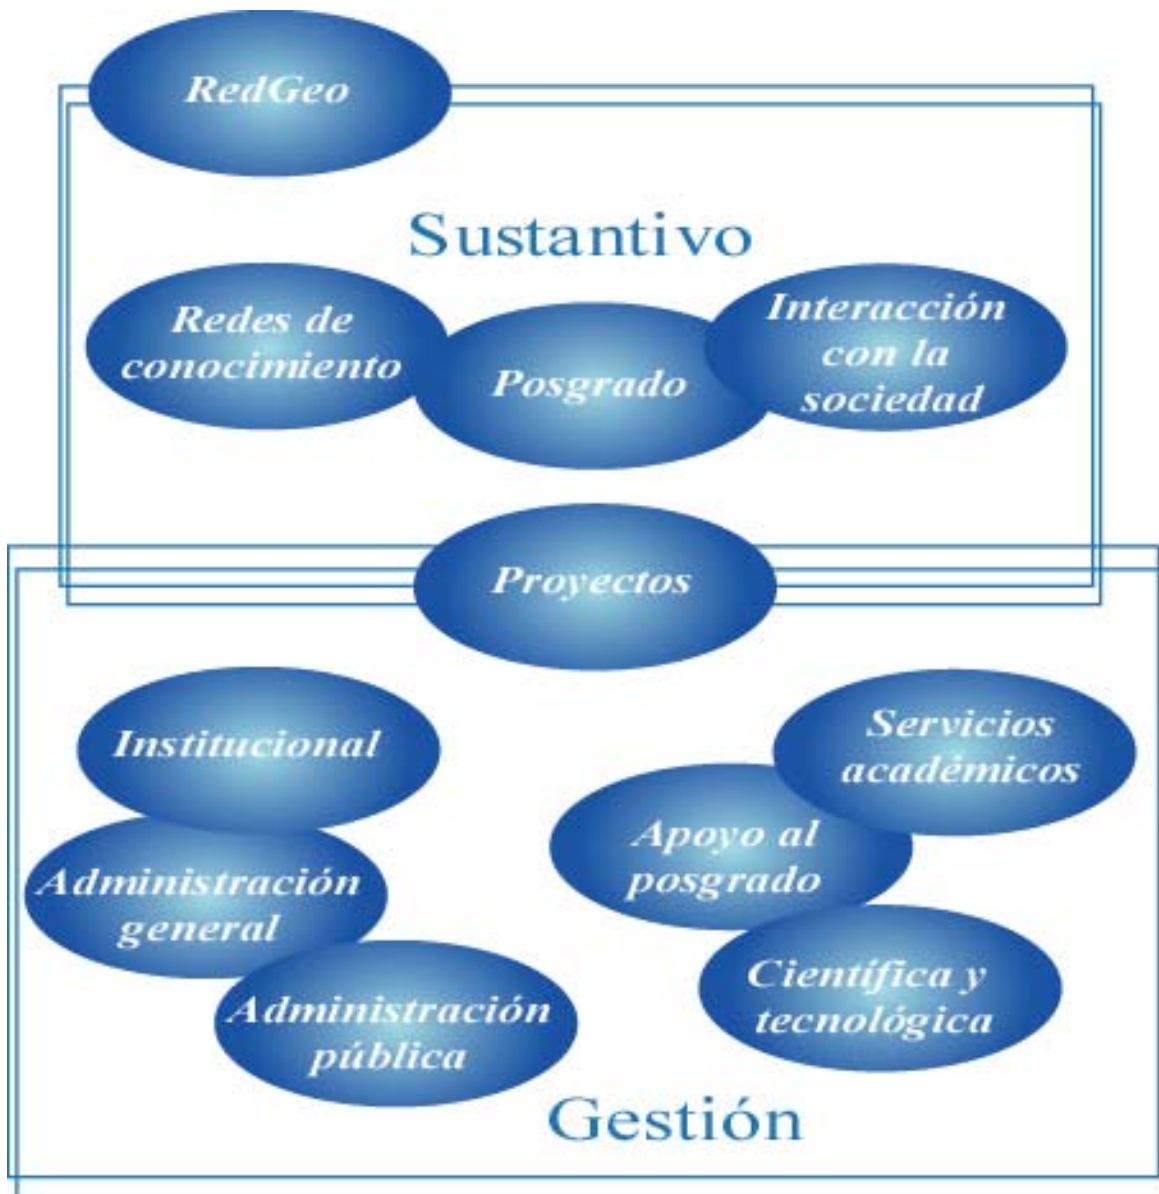 RedGeo
Sustantivo
Redes de
conocimiento
Posgrado
Interacción
con la
sociedad
Proyectos
Institucional
Administración
general
Administración
pública
Servicios
académicos
Apoyo al
posgrado
Científica y
tecnológica
Gestión